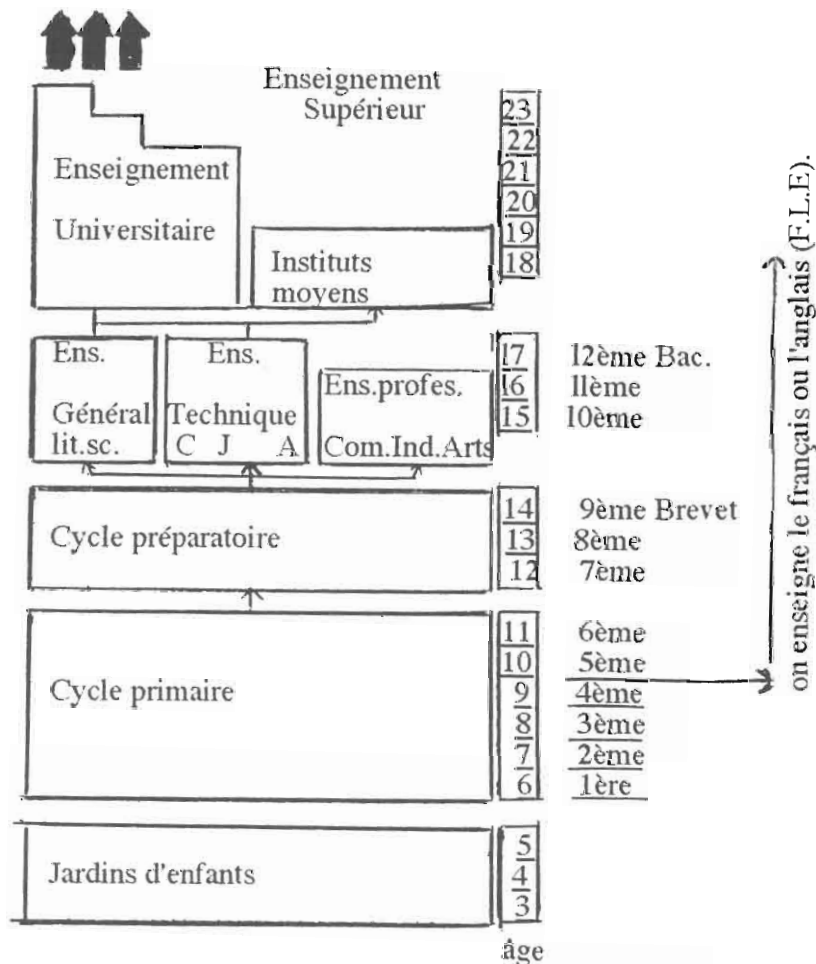 Enseignement
Supérieur
23
22
21
20
19
18
Enseignement
Universitaire
Instituts
moyens
Ens.
Général
lit.sc.
Ens.
Technique
C J A
Ens.profes.
Com.Ind.Arts
17 12ème Bac.
16 11ème
15 10ème
Cycle préparatoire
14 9ème Brevet
13 8ème
12 7ème
Cycle primaire
11 6ème
10 5ème
9 4ème
8 3ème
7 2ème
6 1ère
Jardins d'enfants
5
4
3
âge
on enseigne le français ou l'anglais (F.L.E).